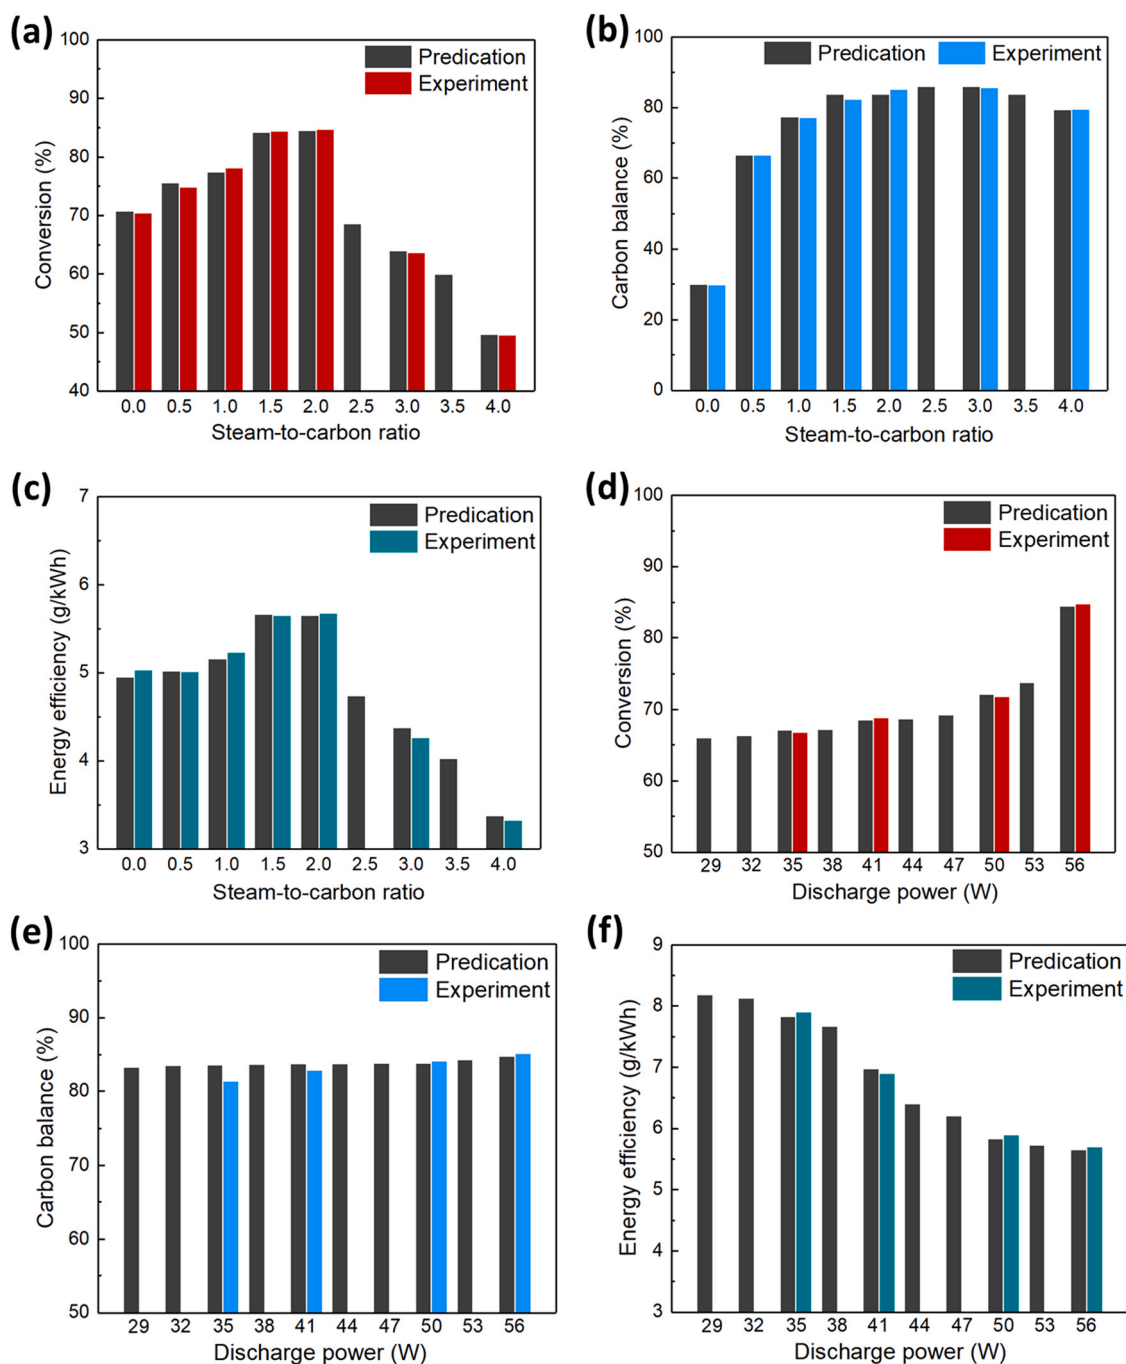 (a)
100
90
80
70
60
50
40
Conversion (%)
Predication
Experiment
0.0 0.5 1.0 1.5 2.0 2.5 3.0 3.5 4.0
Steam-to-carbon ratio
(b)
100
80
60
40
20
0
Carbon balance (%)
Predication Experiment
0.0 0.5 1.0 1.5 2.0 2.5 3.0 3.5 4.0
Steam-to-carbon ratio
(c)
7
6
5
4
3
Energy efficiency (g/kWh)
Predication
Experiment
0.0 0.5 1.0 1.5 2.0 2.5 3.0 3.5 4.0
Steam-to-carbon ratio
(d)
100
90
80
70
60
50
Conversion (%)
Predication
Experiment
29 32 35 38 41 44 47 50 53 56
Discharge power (W)
(e)
100
90
80
70
60
50
Carbon balance (%)
Predication
Experiment
29 32 35 38 41 44 47 50 53 56
Discharge power (W)
(f)
9
8
7
6
5
4
3
Energy efficiency (g/kWh)
Predication
Experiment
29 32 35 38 41 44 47 50 53 56
Discharge power (W)